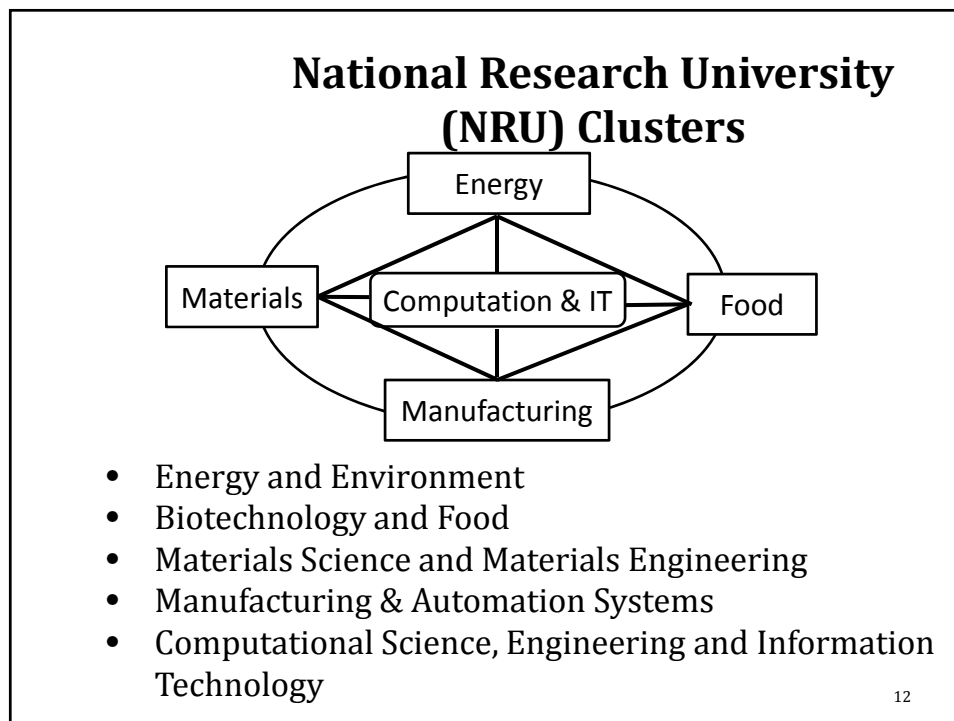 National Research University
(NRU) Clusters
Energy
Materials
Computation & IT
Food
Manufacturing
• Energy and Environment
• Biotechnology and Food
• Materials Science and Materials Engineering
• Manufacturing & Automation Systems
• Computational Science, Engineering and Information
Technology
12